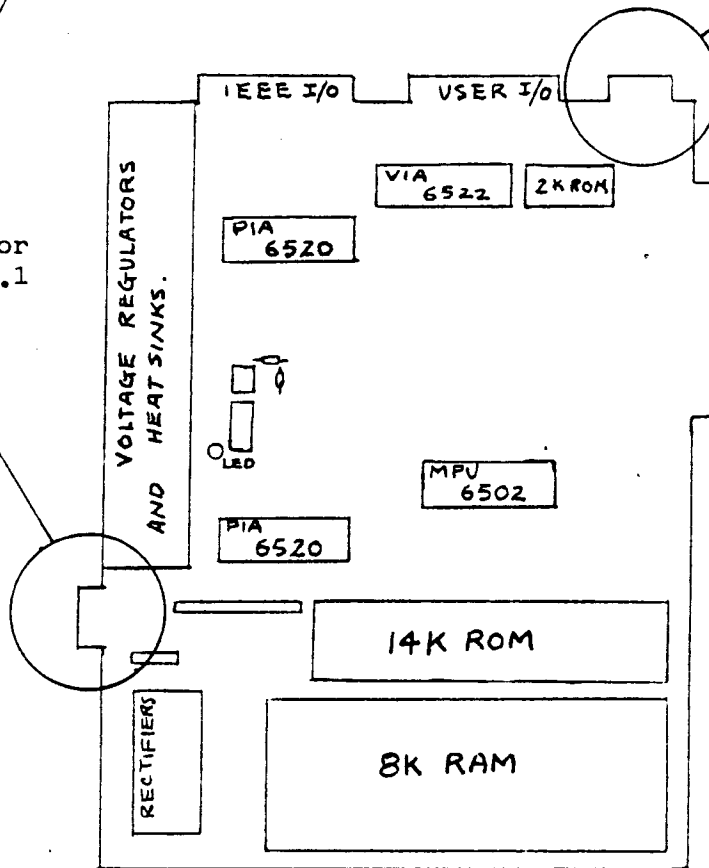 IEEE I/O
USER I/O
VIA
6522
2K ROM
PIA
6520
or
.1
VOLTAGE REGULATORS
AND HEAT SINKS.
LED
MPU
6502
PIA
6520
14K ROM
RECTIFIERS
8K RAM